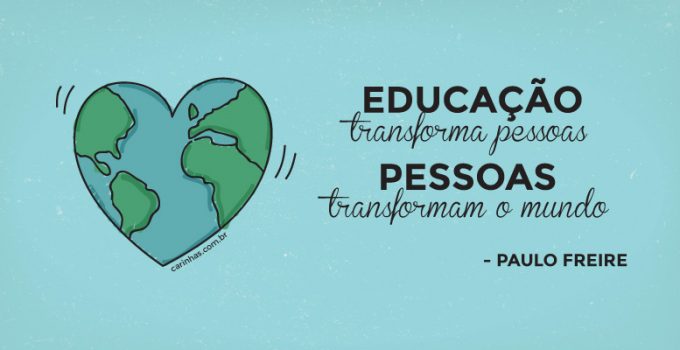 EDUCAÇÃO
transforma pessoas
PESSOAS
transformam o mundo
- PAULO FREIRE
carinhas.com.br